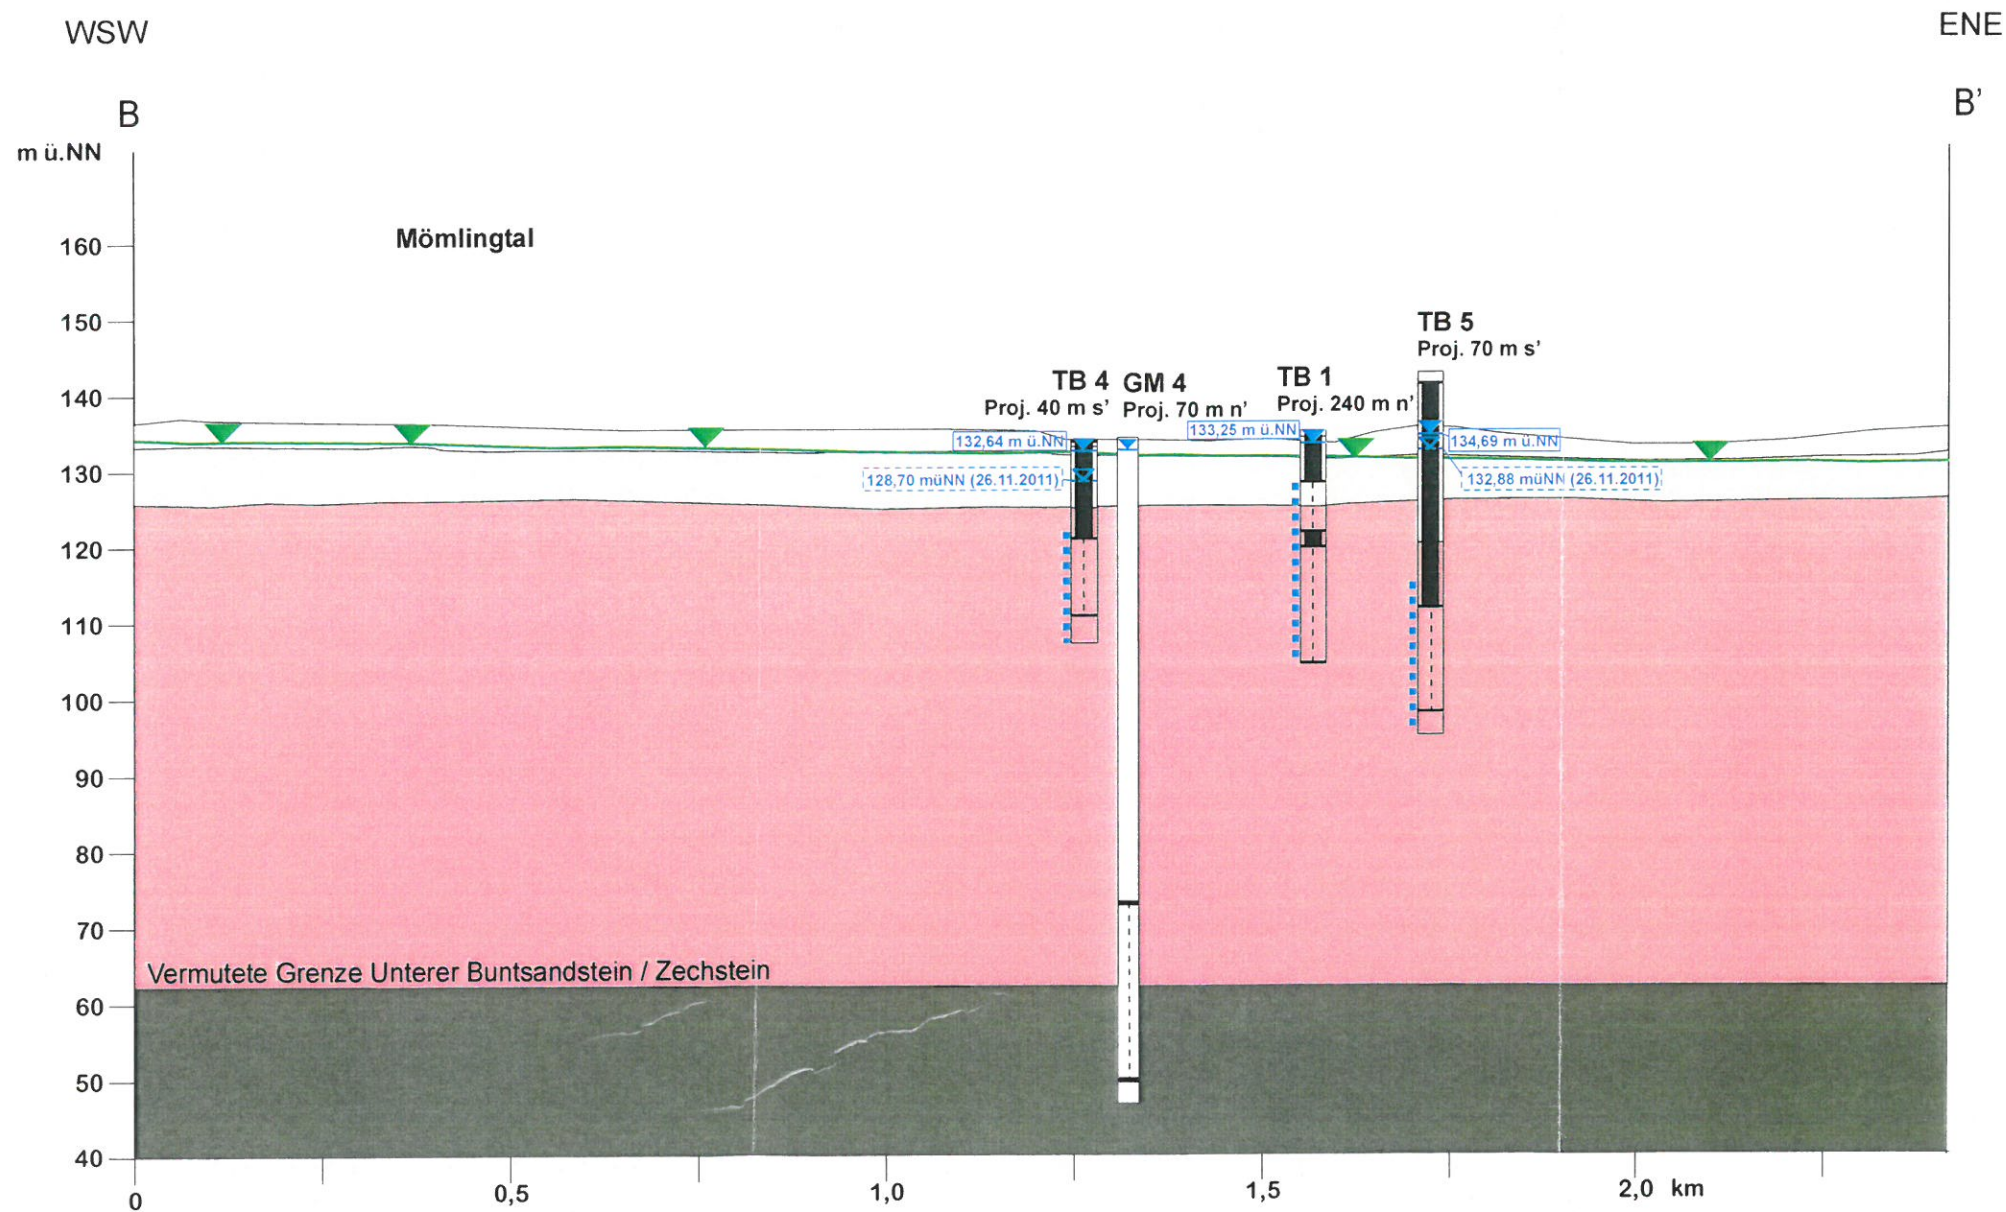 WSW
ENE
B
B’
m ü.NN
Mömlingtal
160
150
140
130
120
110
100
90
80
70
60
50
40
TB 5
Proj. 70 m s’
TB 4
Proj. 40 m s’
GM 4
Proj. 70 m n’
TB 1
Proj. 240 m n’
132,64 m ü.NN
133,25 m ü.NN
134,69 m ü.NN
128,70 müNN (26.11.2011)
132,88 müNN (26.11.2011)
Vermutete Grenze Unterer Buntsandstein / Zechstein
0
0,5
1,0
1,5
2,0 km